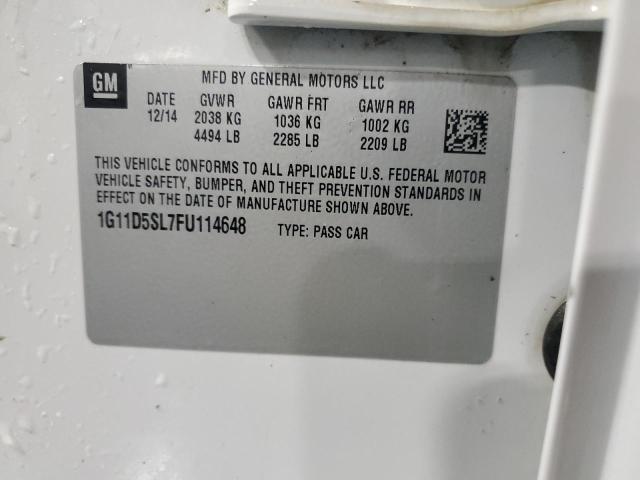 GM
MFD BY GENERAL MOTORS LLC
DATE GVWR GAWR FRT GAWR RR
12/14 2038 KG 1036 KG 1002 KG
4494 LB 2285 LB 2209 LB
THIS VEHICLE CONFORMS TO ALL APPLICABLE U.S. FEDERAL MOTOR
VEHICLE SAFETY, BUMPER, AND THEFT PREVENTION STANDARDS IN
EFFECT ON THE DATE OF MANUFACTURE SHOWN ABOVE.
1G11D5SL7FU114648 TYPE: PASS CAR